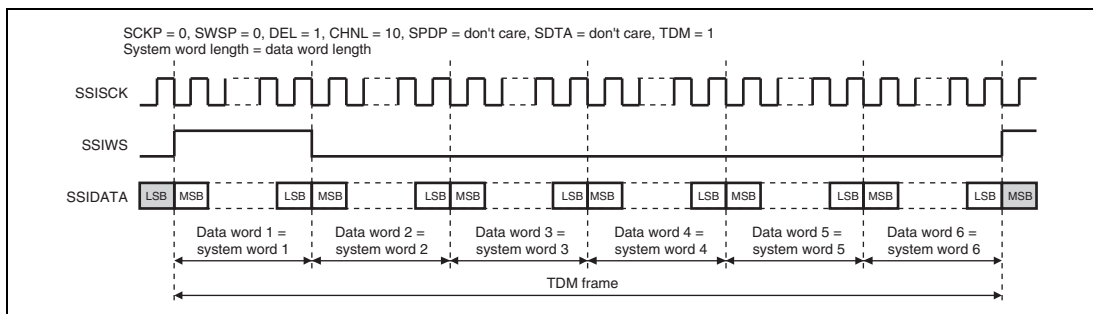 SCKP = 0, SWSP = 0, DEL = 1, CHNL = 10, SPDP = don't care, SDTA = don't care, TDM = 1
System word length = data word length
SSISCK
SSIWS
SSIDATA
LSB MSB LSB MSB LSB MSB LSB MSB LSB MSB LSB MSB LSB MSB
Data word 1 = Data word 2 = Data word 3 = Data word 4 = Data word 5 = Data word 6 =
system word 1 system word 2 system word 3 system word 4 system word 5 system word 6
TDM frame